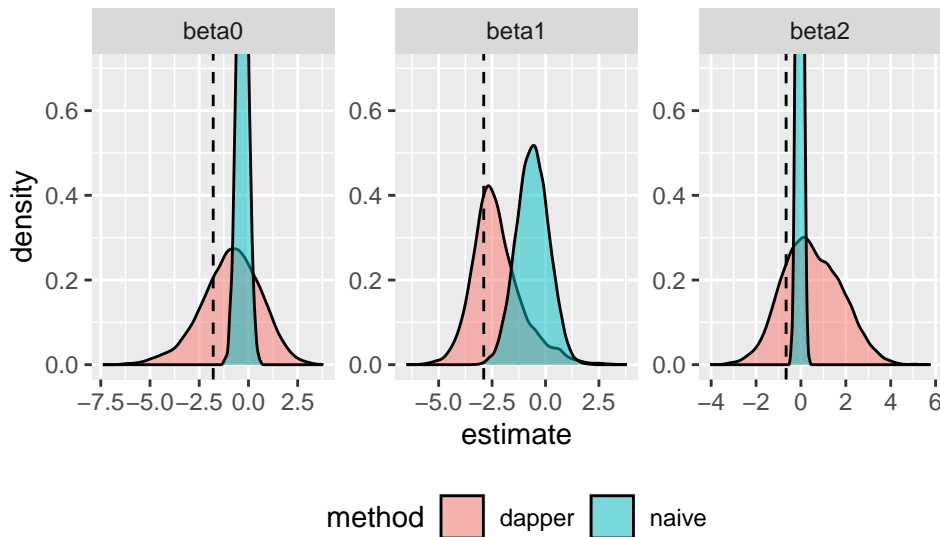 beta0 beta1 beta2
density
0.6 0.6 0.6
0.4 0.4 0.4
0.2 0.2 0.2
0.0 0.0 0.0
−7.5 −5.0 −2.5 0.0 2.5 −5.0 −2.5 0.0 2.5 −4 −2 0 2 4 6
estimate
method dapper naive